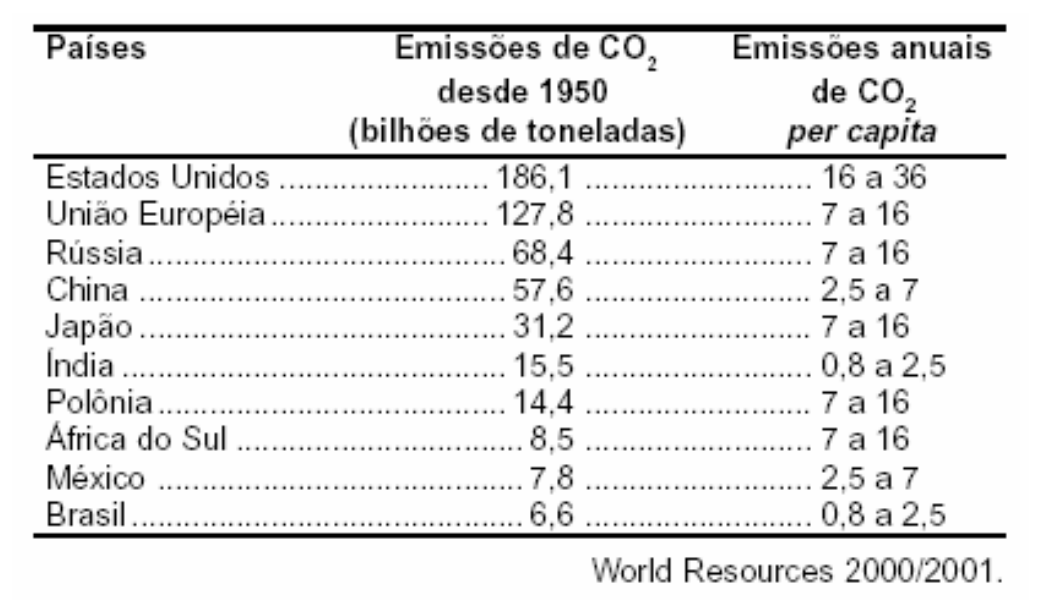 Países Emissões de CO₂ Emissões anuais
desde 1950 de CO₂
(bilhões de toneladas) per capita
Estados Unidos ........................ 186,1 .......................... 16 a 36
União Européia ........................ 127,8 .......................... 7 a 16
Rússia ........................ 68,4 .......................... 7 a 16
China ........................ 57,6 .......................... 2,5 a 7
Japão ........................ 31,2 .......................... 7 a 16
Índia ........................ 15,5 .......................... 0,8 a 2,5
Polônia ........................ 14,4 .......................... 7 a 16
África do Sul ........................ 8,5 .......................... 7 a 16
México ........................ 7,8 .......................... 2,5 a 7
Brasil ........................ 6,6 .......................... 0,8 a 2,5
World Resources 2000/2001.